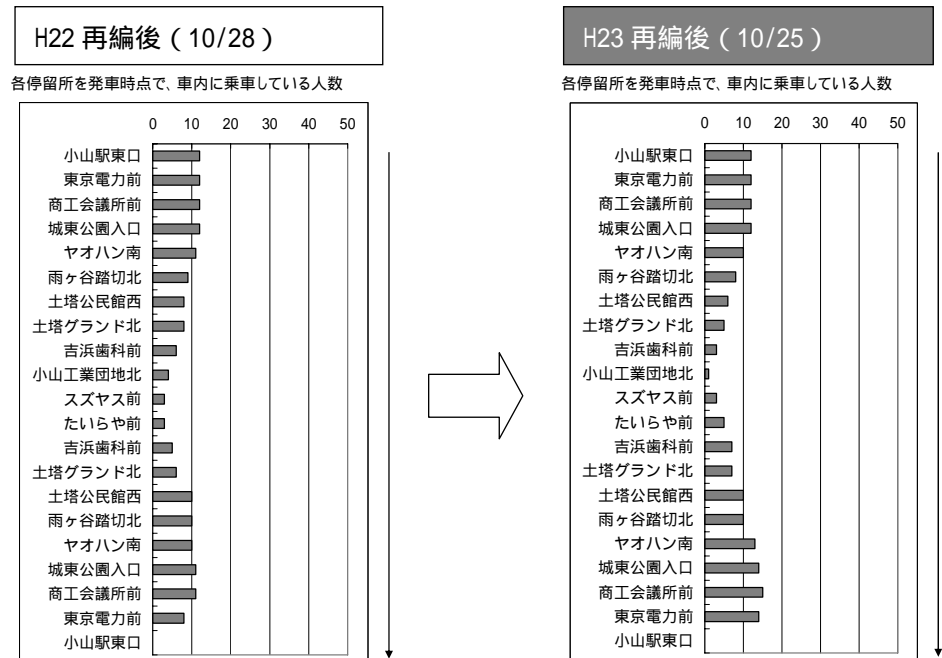 H22 再編後（10/28）
各停留所を発車時点で、車内に乗車している人数
0 10 20 30 40 50
小山駅東口
東京電力前
商工会議所前
城東公園入口
ヤオハン南
雨ヶ谷踏切北
土塔公民館西
土塔グランド北
吉浜歯科前
小山工業団地北
スズヤス前
たいらや前
吉浜歯科前
土塔グランド北
土塔公民館西
雨ヶ谷踏切北
ヤオハン南
城東公園入口
商工会議所前
東京電力前
小山駅東口
H23 再編後（10/25）
各停留所を発車時点で、車内に乗車している人数
0 10 20 30 40 50
小山駅東口
東京電力前
商工会議所前
城東公園入口
ヤオハン南
雨ヶ谷踏切北
土塔公民館西
土塔グランド北
吉浜歯科前
小山工業団地北
スズヤス前
たいらや前
吉浜歯科前
土塔グランド北
土塔公民館西
雨ヶ谷踏切北
ヤオハン南
城東公園入口
商工会議所前
東京電力前
小山駅東口